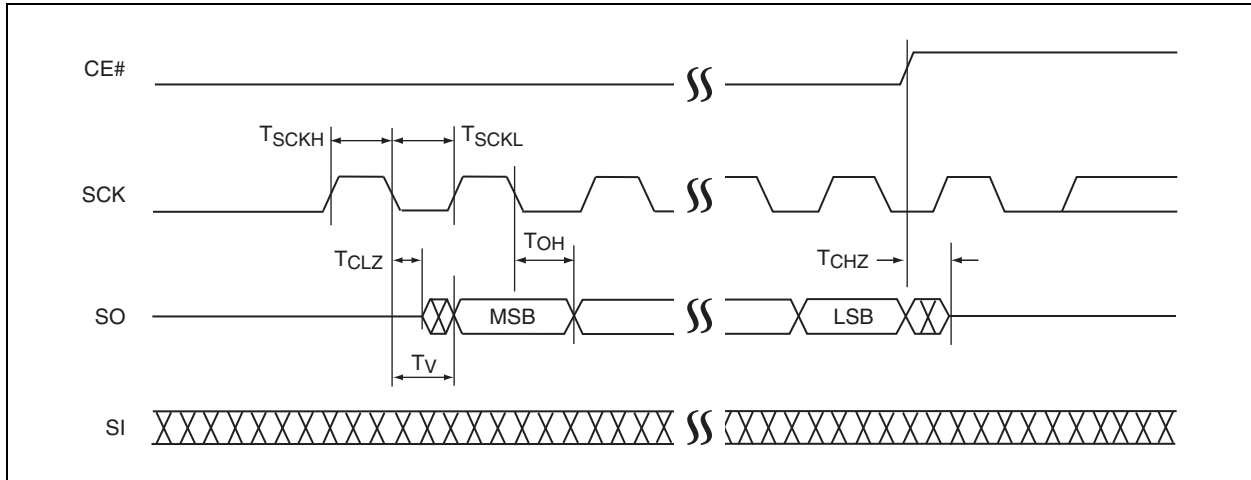 CE#
TSCKH
TSCKL
SCK
TOH
TCLZ
TCHZ
SO
MSB
LSB
TV
SI